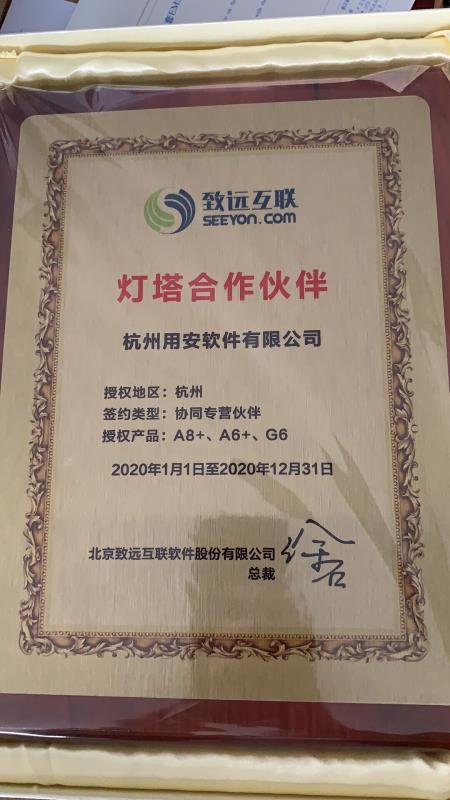 致远互联
SEEYON.COM
灯塔合作伙伴
杭州用安软件有限公司
授权地区：杭州
签约类型：协同专营伙伴
授权产品：A8+、A6+、G6
2020年1月1日至2020年12月31日
北京致远互联软件股份有限公司
总裁